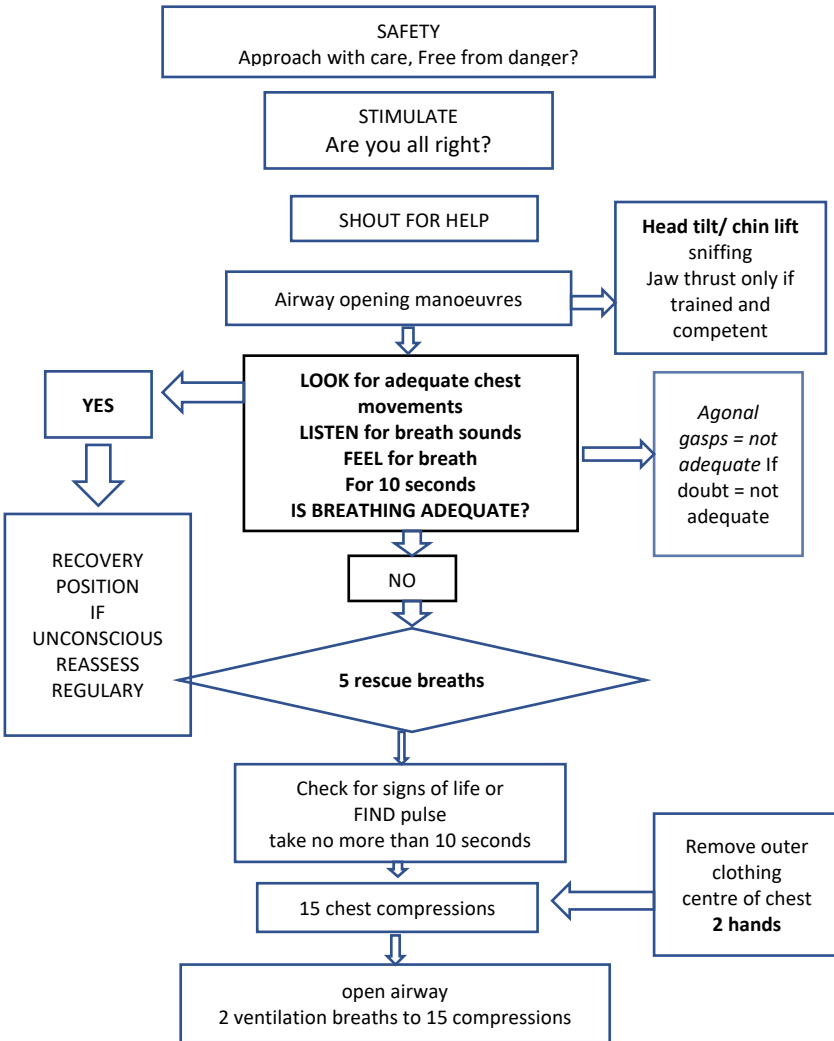 SAFETY
Approach with care, Free from danger?
STIMULATE
Are you all right?
SHOUT FOR HELP
Head tilt/ chin lift
sniffing
Jaw thrust only if
trained and
competent
Airway opening manoeuvres
LOOK for adequate chest
movements
LISTEN for breath sounds
FEEL for breath
For 10 seconds
IS BREATHING ADEQUATE?
YES
Agonal
gasps = not
adequate If
doubt = not
adequate
RECOVERY
POSITION
IF
UNCONSCIOUS
REASSESS
REGULARY
NO
5 rescue breaths
Check for signs of life or
FIND pulse
take no more than 10 seconds
Remove outer
clothing
centre of chest
2 hands
15 chest compressions
open airway
2 ventilation breaths to 15 compressions